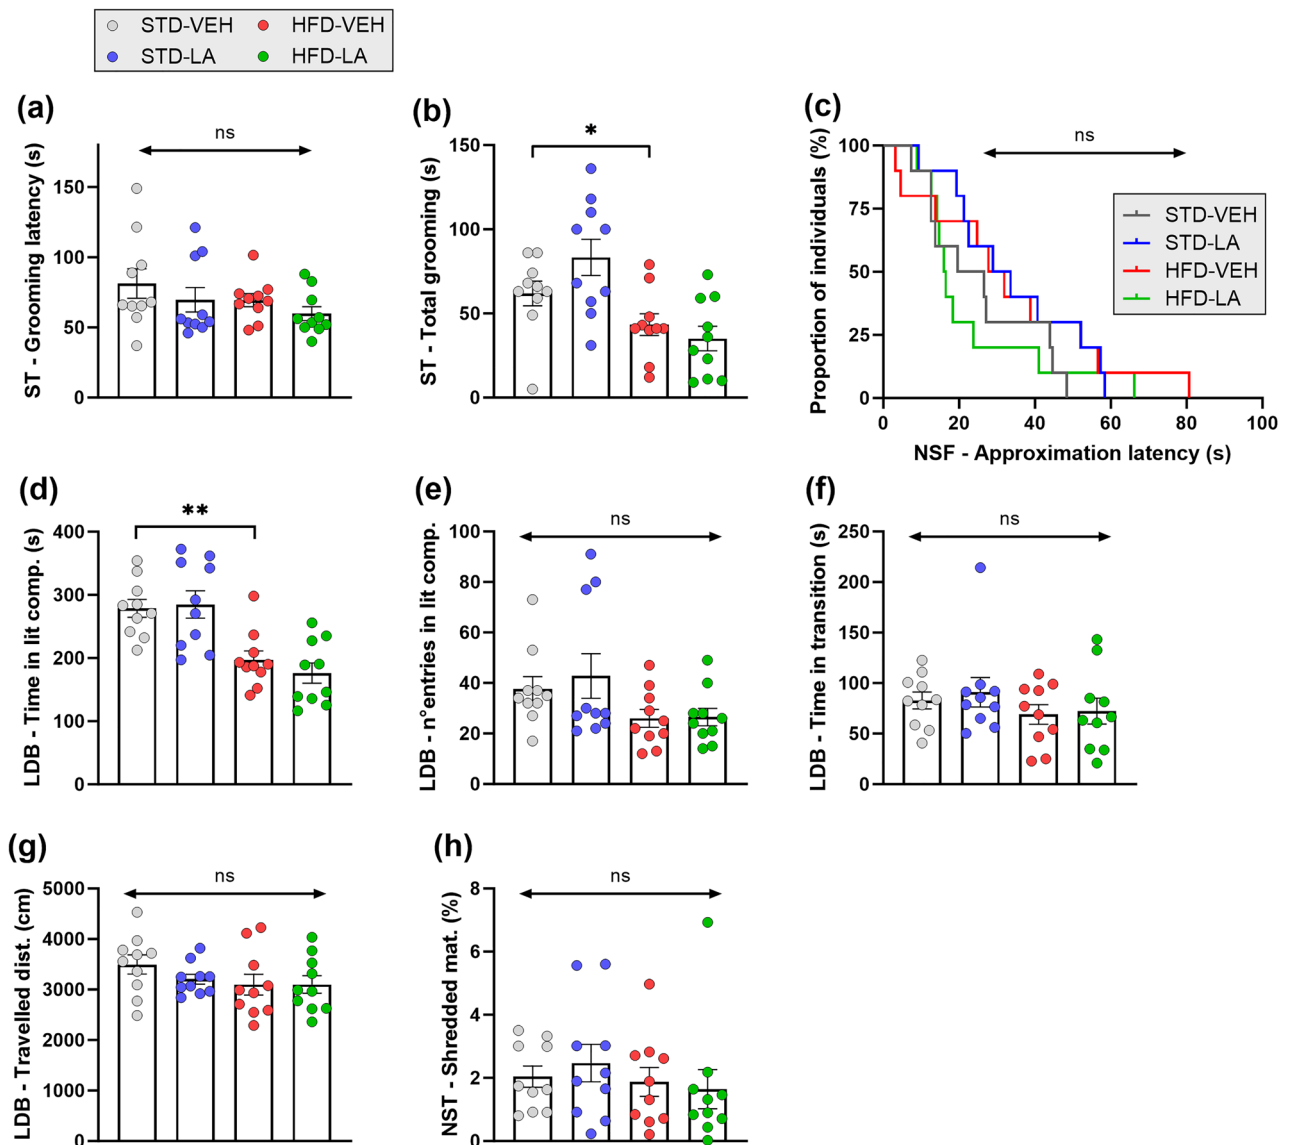 STD-VEH HFD-VEH
STD-LA HFD-LA
(a)
ST - Grooming latency (s)
150
100
50
0
ns
(b)
ST - Total grooming (s)
150
100
50
0
*
(c)
Proportion of individuals (%)
100
75
50
25
0
ns
STD-VEH
STD-LA
HFD-VEH
HFD-LA
0 20 40 60 80 100
NSF - Approximation latency (s)
(d)
LDB - Time in lit comp. (s)
400
300
200
100
0
**
(e)
LDB - n°entries in lit comp.
100
80
60
40
20
0
ns
(f)
LDB - Time in transition (s)
250
200
150
100
50
0
ns
(g)
LDB - Travelled dist. (cm)
5000
4000
3000
2000
1000
0
ns
(h)
NST - Shredded mat. (%)
8
6
4
2
0
ns